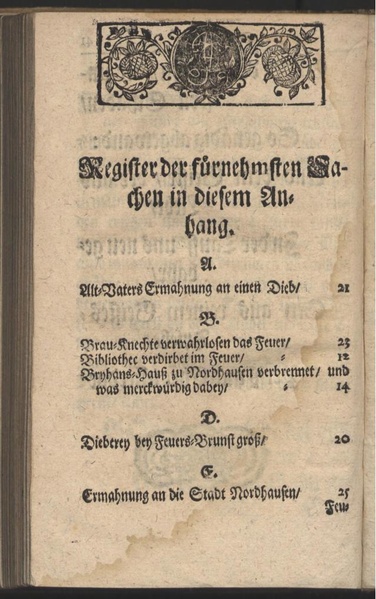 Register der fürnehmsten Sa-
chen in diesem An-
hang.
A.
Alt-Vaters Ermahnung an einen Dieb/ 21
B.
Brau-Knechte verwahrlosen das Feuer/ 23
Bibliothec verdirbet im Feuer/ - 12
Bryhans-Hauß zu Nordhausen verbrennet/ und
was merckwürdig dabey/ - 14
D.
Dieberey bey Feuers-Brunst groß/ 20
E.
Ermahnung an die Stadt Nordhausen/ 25
Feu-